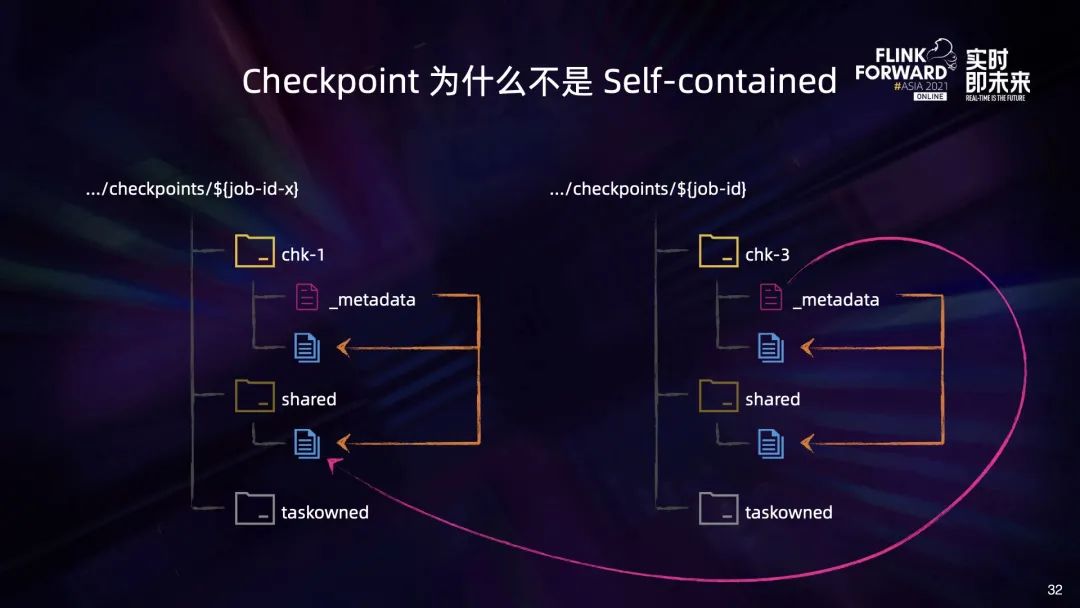 Checkpoint 为什么不是 Self-contained
FLINK
FORWARD
#ASIA 2021
ONLINE
实时
即未来
REAL-TIME IS THE FUTURE
.../checkpoints/${job-id-x}
chk-1
_metadata
shared
taskowned
.../checkpoints/${job-id}
chk-3
_metadata
shared
taskowned
32